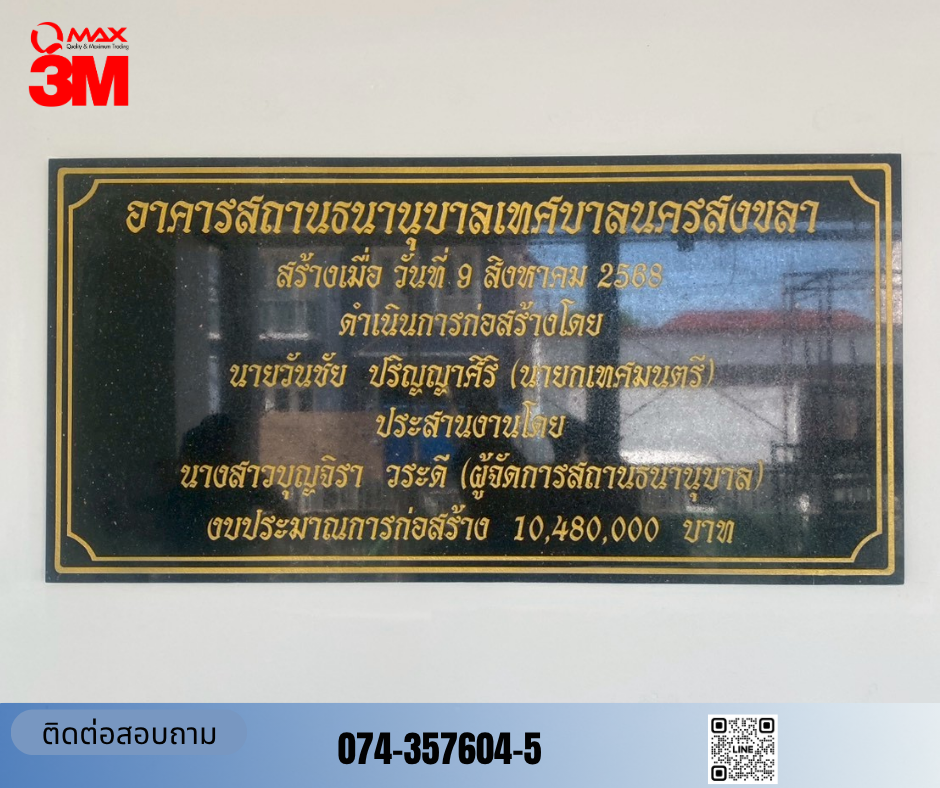 QMAX
Quality & Maximum Trading
3M
อาคารสถานธนานุบาลเทศบาลนครสงขลา
สร้างเมื่อ วันที่ 9 สิงหาคม 2568
ดำเนินการก่อสร้างโดย
นายวันชัย ปริญญาศิริ (นายกเทศมนตรี)
ประสานงานโดย
นางสาวบุญจิรา วระดี (ผู้จัดการสถานธนานุบาล)
งบประมาณการก่อสร้าง 10,480,000 บาท
ติดต่อสอบถาม
074-357604-5
LINE